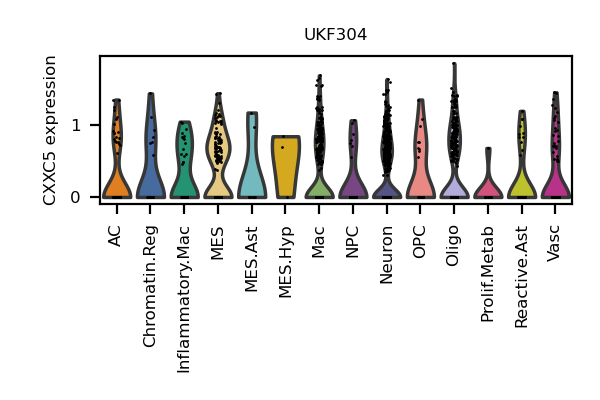 UKF304
CXXC5 expression
1
0
AC
Chromatin.Reg
Inflammatory.Mac
MES
MES.Ast
MES.Hyp
Mac
NPC
Neuron
OPC
Oligo
Prolif.Metab
Reactive.Ast
Vasc